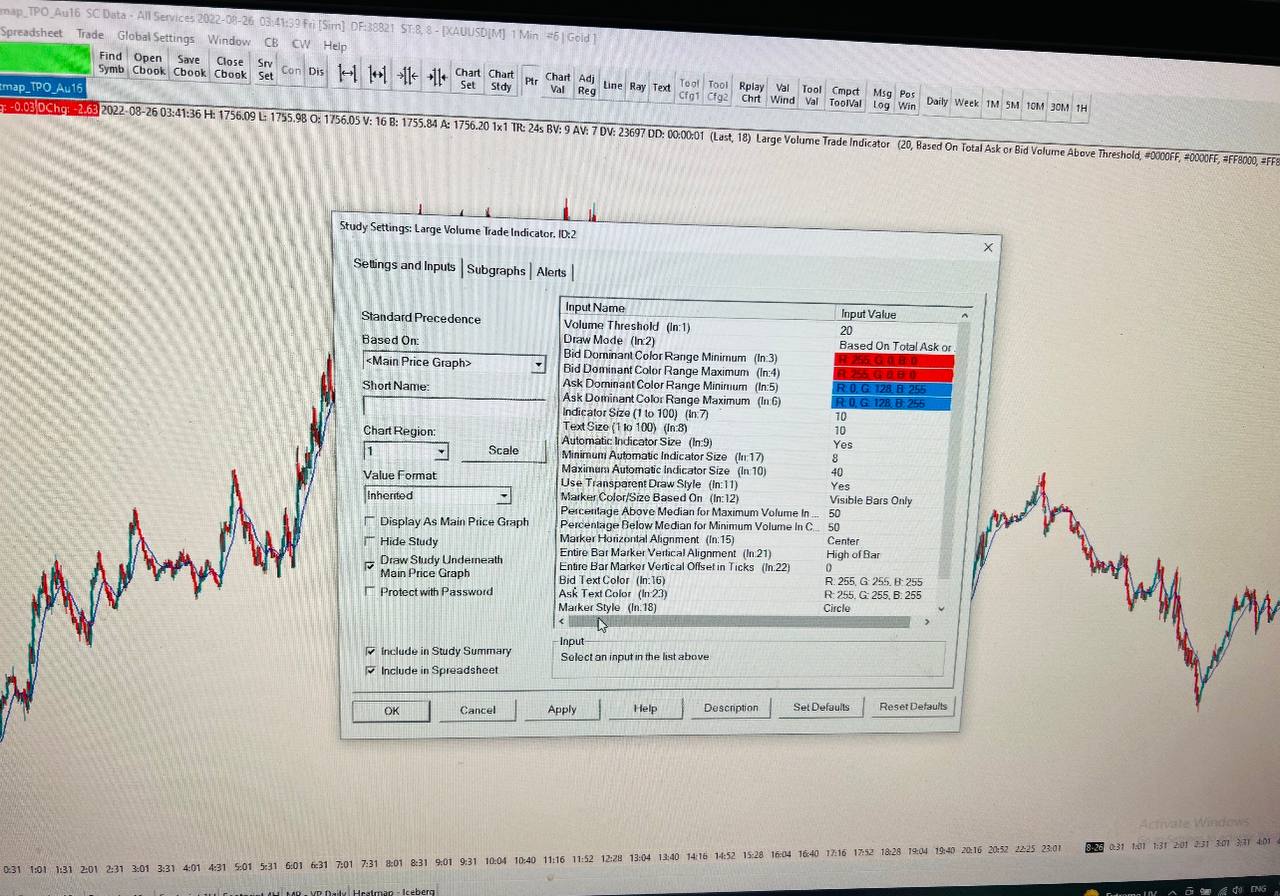 map_TPO_Au16 SC Data - All Services 2022-08-26 03:41:39 Fri [Sim] DF:38821 ST:8, 8 - [XAUUSD[M] 1 Min #6 | Gold ]
Spreadsheet Trade Global Settings Window CB CW Help
Find Symb Open Cbook Save Cbook Close Cbook Srv Set Con Dis Chart Set Chart Stdy Ptr Chart Val Adj Reg Line Ray Text Tool Cfg1 Tool Cfg2 Rplay Chrt Val Wind Tool Val Cmpct ToolVal Msg Log Pos Win Daily Week 1M 5M 10M 30M 1H
tmap_TPO_Au16
g: -0.03 DChg: -2.63 2022-08-26 03:41:36 H: 1756.09 L: 1755.98 O: 1756.05 V: 16 B: 1755.84 A: 1756.20 1x1 TR: 24s BV: 9 AV: 7 DV: 23697 DD: 00:00:01 (Last, 18) Large Volume Trade Indicator (20, Based On Total Ask or Bid Volume Above Threshold, #0000FF, #0000FF, #FF8000, #FF8
Study Settings: Large Volume Trade Indicator. ID:2
Settings and Inputs Subgraphs Alerts
Standard Precedence
Based On:
<Main Price Graph>
Short Name:
Chart Region:
1 Scale
Value Format
Inherited
Display As Main Price Graph
Hide Study
Draw Study Underneath
Main Price Graph
Protect with Password
Include in Study Summary
Include in Spreadsheet
Input Name Input Value
Volume Threshold (In:1) 20
Draw Mode (In:2) Based On Total Ask or .
Bid Dominant Color Range Minimum (In:3) R: 255, G: 0, B: 0
Bid Dominant Color Range Maximum (In:4) R: 255, G: 0, B: 0
Ask Dominant Color Range Minimum (In:5) R: 0, G: 128, B: 255
Ask Dominant Color Range Maximum (In:6) R: 0, G: 128, B: 255
Indicator Size (1 to 100) (In:7) 10
Text Size (1 to 100) (In:8) 10
Automatic Indicator Size (In:9) Yes
Minimum Automatic Indicator Size (In:17) 8
Maximum Automatic Indicator Size (In:10) 40
Use Transparent Draw Style (In:11) Yes
Marker Color/Size Based On (In:12) Visible Bars Only
Percentage Above Median for Maximum Volume In ... 50
Percentage Below Median for Minimum Volume In C... 50
Marker Horizontal Alignment (In:15) Center
Entire Bar Marker Vertical Alignment (In:21) High of Bar
Entire Bar Marker Vertical Offset in Ticks (In:22) 0
Bid Text Color (In:16) R: 255, G: 255, B: 255
Ask Text Color (In:23) R: 255, G: 255, B: 255
Marker Style (In:18) Circle
Input
Select an input in the list above
OK Cancel Apply Help Description Set Defaults Reset Defaults
Activate Windows
0:31 1:01 1:31 2:01 2:31 3:01 3:31 4:01 4:31 5:01 5:31 6:01 6:31 7:01 7:31 8:01 8:31 9:01 9:31 10:04 10:40 11:16 11:52 12:28 13:04 13:40 14:16 14:52 15:28 16:04 16:40 17:16 17:52 18:28 19:04 19:40 20:16 20:52 22:25 23:01 8-26 0:31 1:01 1:31 2:01 2:31 3:01 3:31 4:01
MP - VP Daily Heatmap - Iceberg
Extreme UV ENG